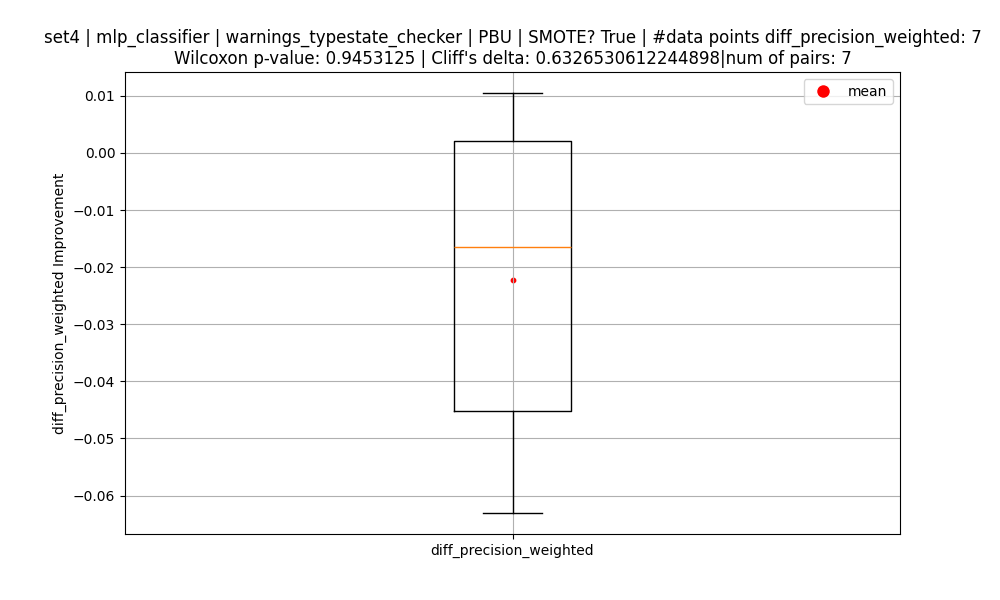 set4 | mlp_classifier | warnings_typestate_checker | PBU | SMOTE? True | #data points diff_precision_weighted: 7
Wilcoxon p-value: 0.9453125 | Cliff's delta: 0.6326530612244898|num of pairs: 7
mean
0.01
0.00
−0.01
−0.02
−0.03
−0.04
−0.05
−0.06
diff_precision_weighted Improvement
diff_precision_weighted